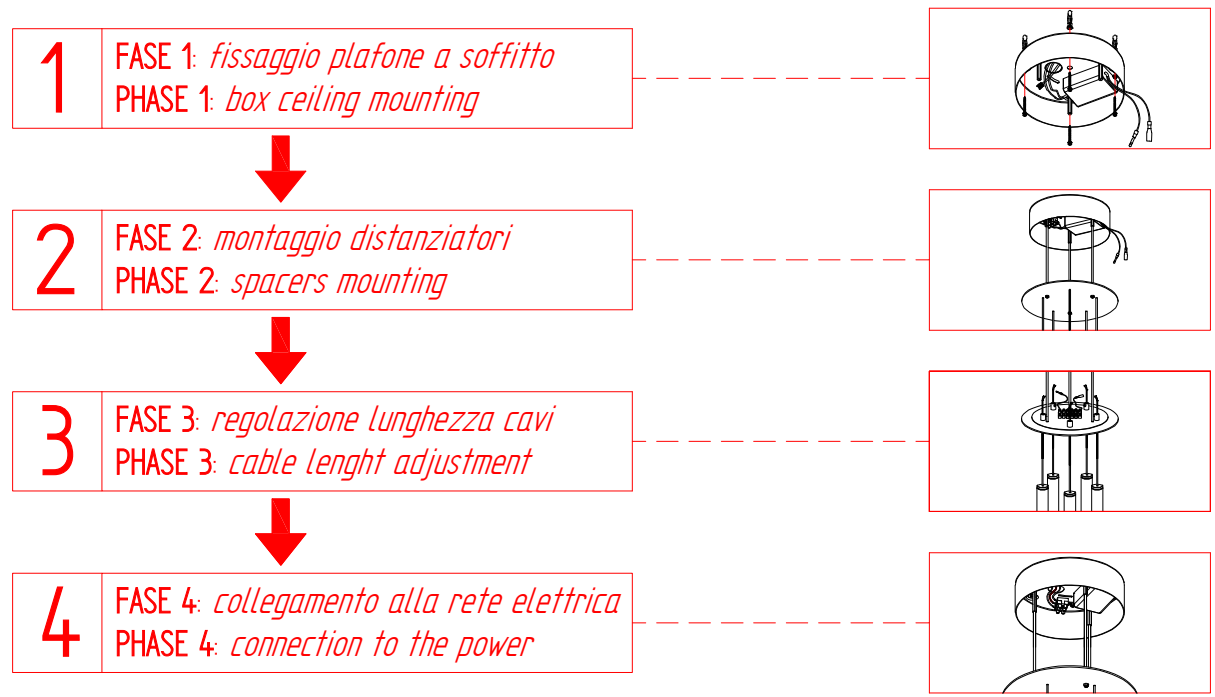 1
FASE 1: fissaggio plafone a soffitto
PHASE 1: box ceiling mounting
2
FASE 2: montaggio distanziatori
PHASE 2: spacers mounting
3
FASE 3: regolazione lunghezza cavi
PHASE 3: cable lenght adjustment
4
FASE 4: collegamento alla rete elettrica
PHASE 4: connection to the power